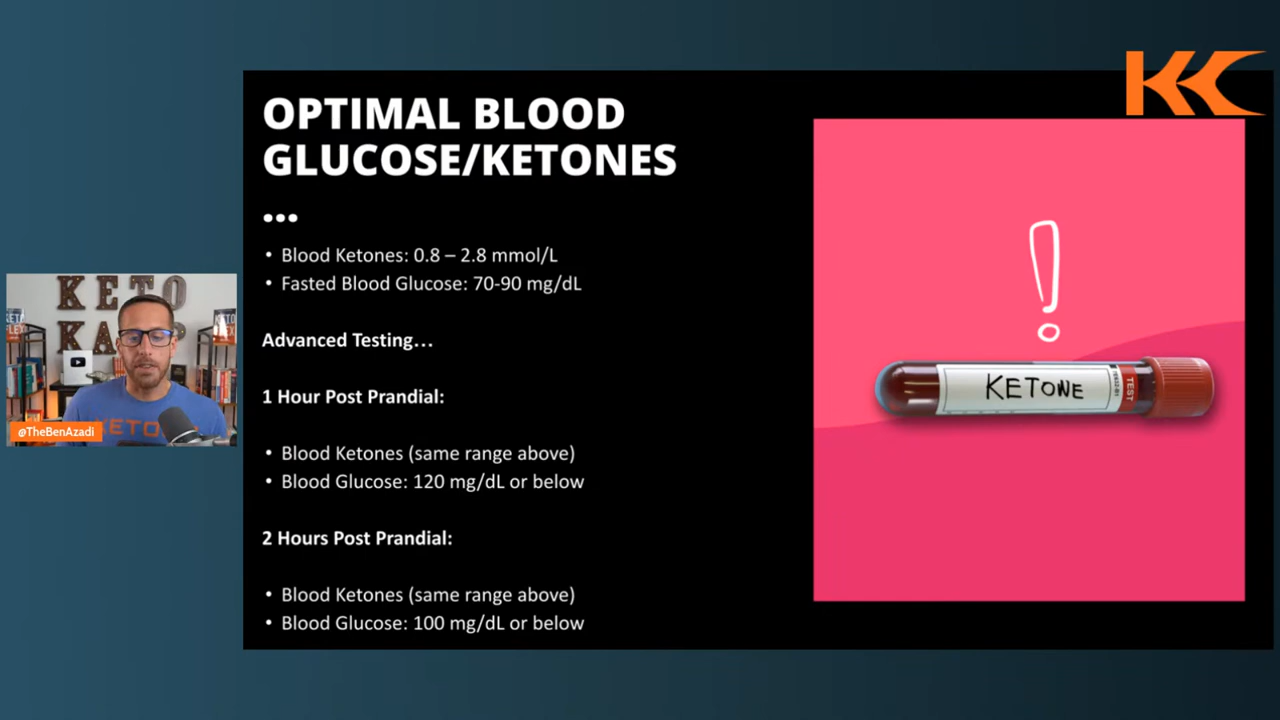 KC
OPTIMAL BLOOD
GLUCOSE/KETONES
...
• Blood Ketones: 0.8 – 2.8 mmol/L
• Fasted Blood Glucose: 70-90 mg/dL
Advanced Testing...
1 Hour Post Prandial:
• Blood Ketones (same range above)
• Blood Glucose: 120 mg/dL or below
2 Hours Post Prandial:
• Blood Ketones (same range above)
• Blood Glucose: 100 mg/dL or below
KETONE
TEST
KETO
@TheBenAzadi